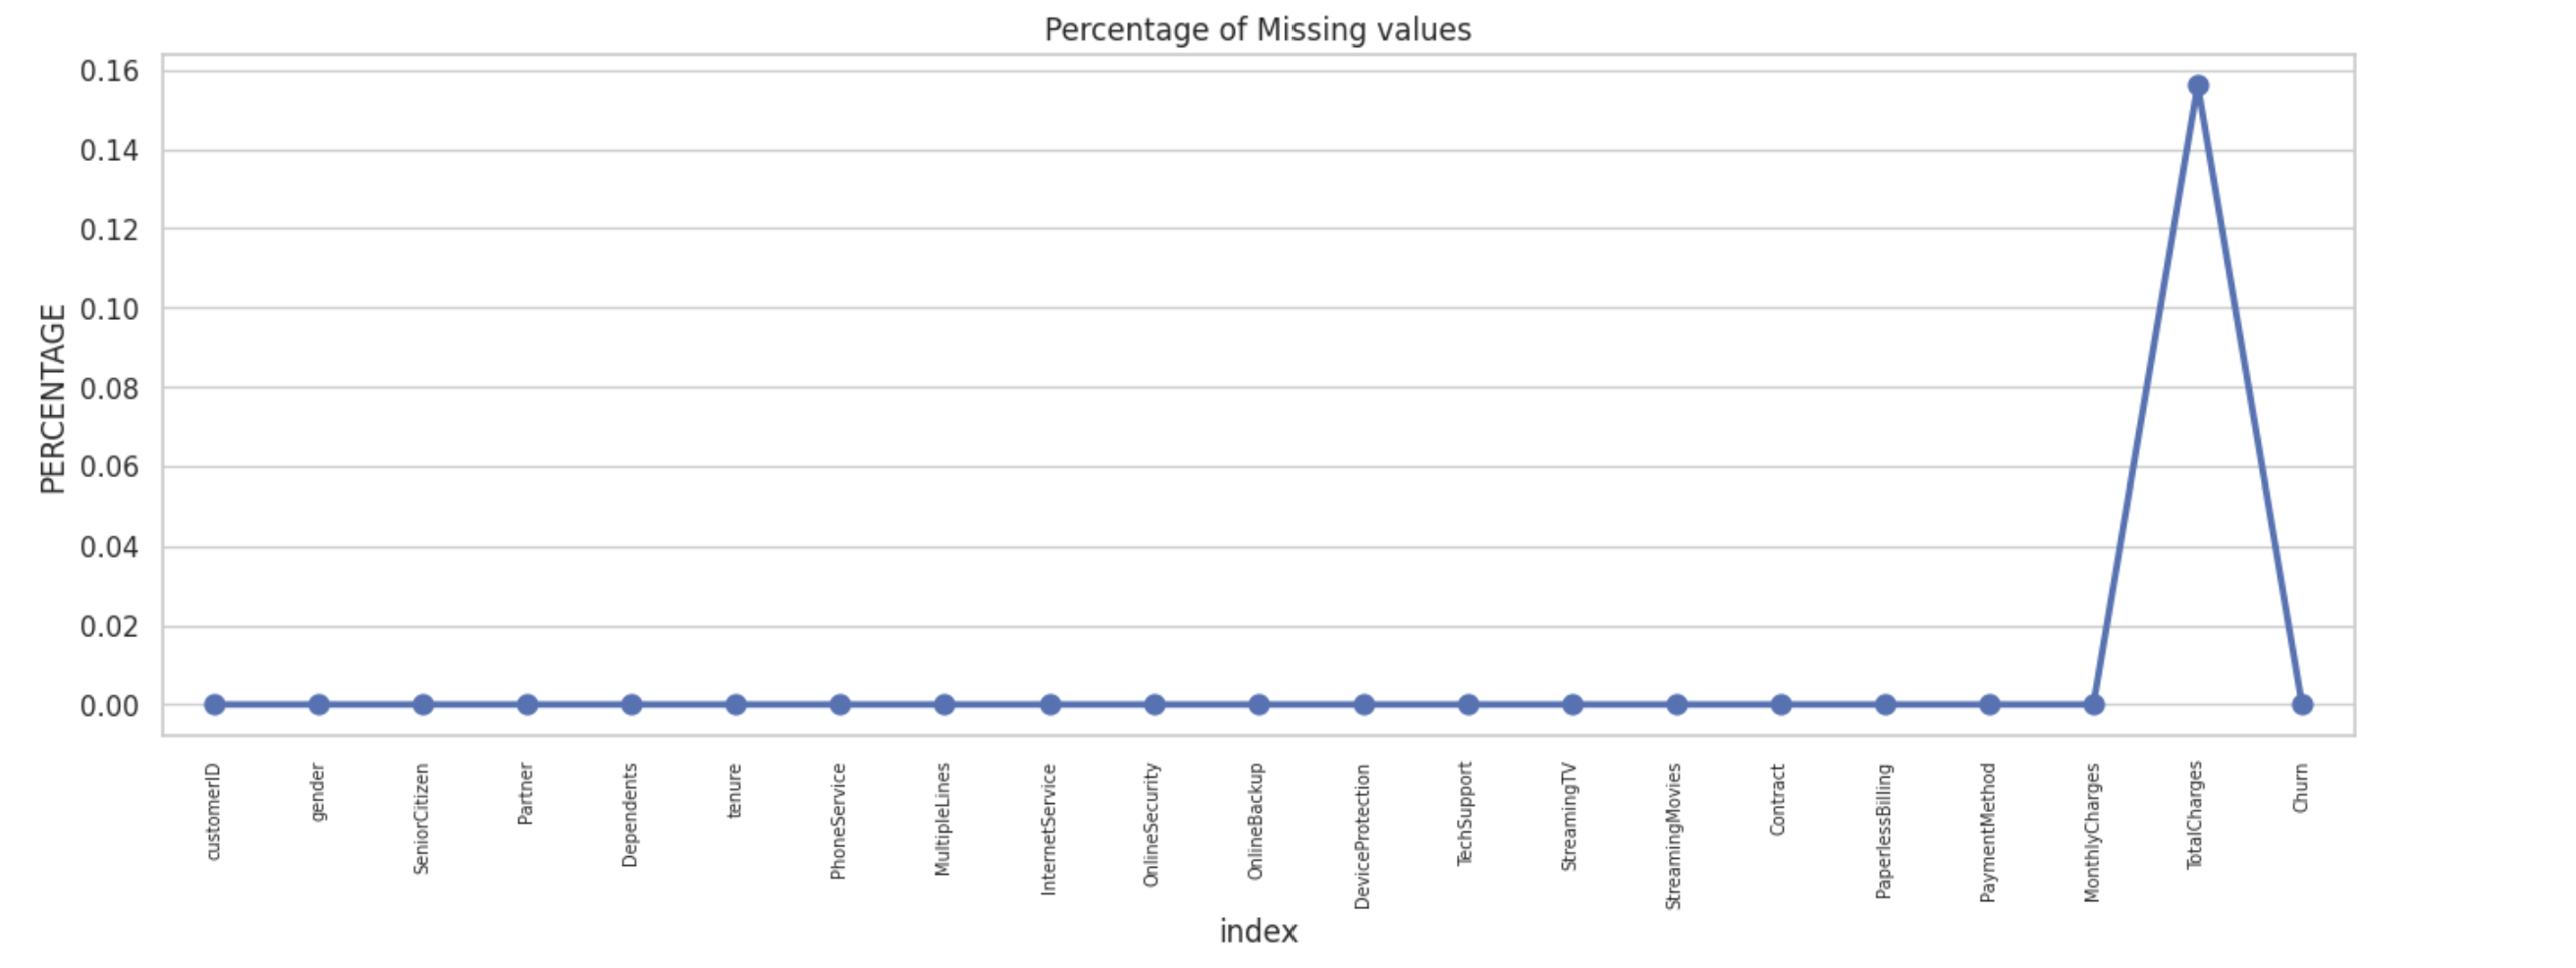 Percentage of Missing values
PERCENTAGE
0.16
0.14
0.12
0.10
0.08
0.06
0.04
0.02
0.00
customerID
gender
SeniorCitizen
Partner
Dependents
tenure
PhoneService
MultipleLines
InternetService
OnlineSecurity
OnlineBackup
DeviceProtection
TechSupport
StreamingTV
StreamingMovies
Contract
PaperlessBilling
PaymentMethod
MonthlyCharges
TotalCharges
Churn
index